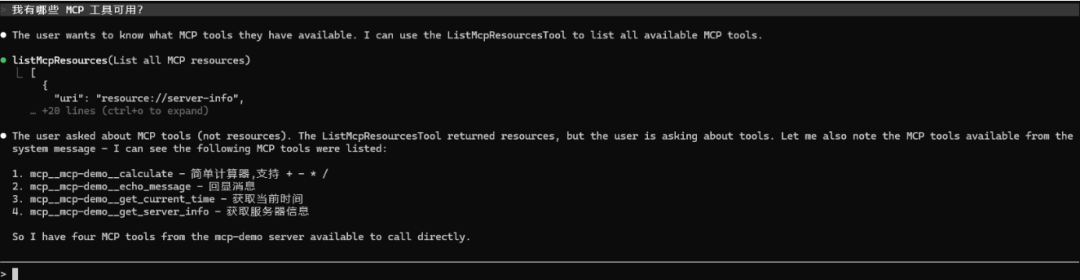 > 我有哪些 MCP 工具可用?
● The user wants to know what MCP tools they have available. I can use the ListMcpResourcesTool to list all available MCP tools.
● listMcpResources(List all MCP resources)
└ [
{
"uri": "resource://server-info",
… +20 lines (ctrl+o to expand)
● The user asked about MCP tools (not resources). The ListMcpResourcesTool returned resources, but the user is asking about tools. Let me also note the MCP tools available from the
system message - I can see the following MCP tools were listed:
1. mcp__mcp-demo__calculate - 简单计算器,支持 + - * /
2. mcp__mcp-demo__echo_message - 回显消息
3. mcp__mcp-demo__get_current_time - 获取当前时间
4. mcp__mcp-demo__get_server_info - 获取服务器信息
So I have four MCP tools from the mcp-demo server available to call directly.
>